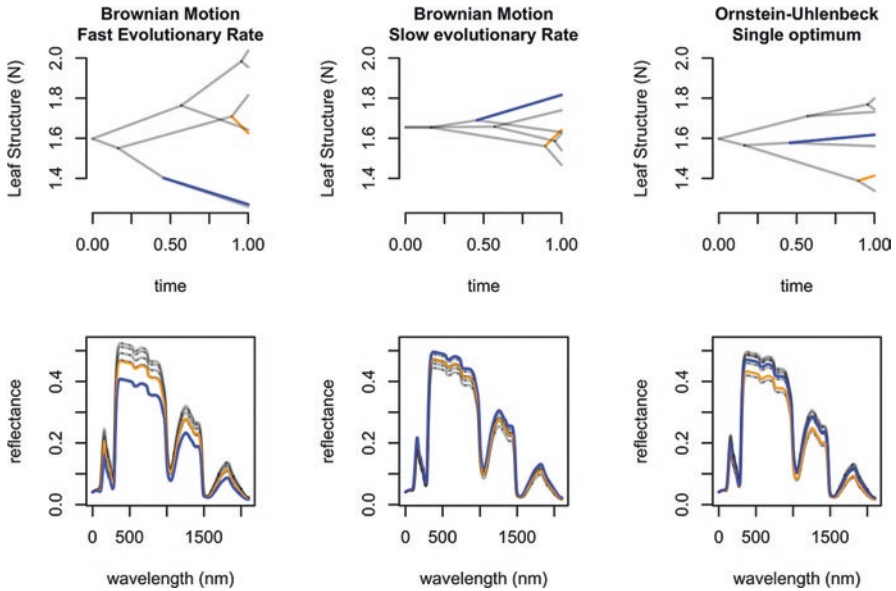 Brownian Motion
Fast Evolutionary Rate
Brownian Motion
Slow evolutionary Rate
Ornstein-Uhlenbeck
Single optimum
Leaf Structure (N)
1.4 1.6 1.8 2.0
0.00 0.50 1.00
time
Leaf Structure (N)
1.4 1.6 1.8 2.0
0.00 0.50 1.00
time
Leaf Structure (N)
1.4 1.6 1.8 2.0
0.00 0.50 1.00
time
reflectance
0.0 0.2 0.4
0 500 1500
wavelength (nm)
reflectance
0.0 0.2 0.4
0 500 1500
wavelength (nm)
reflectance
0.0 0.2 0.4
0 500 1500
wavelength (nm)